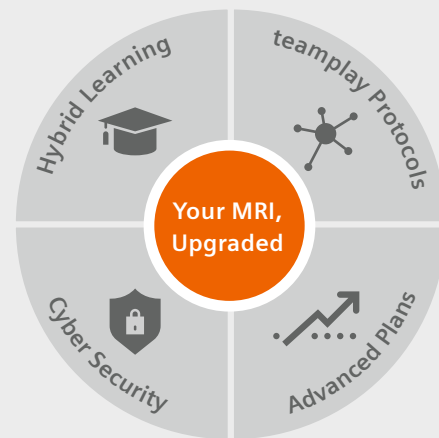 Hybrid Learning
teamplay Protocols
Your MRI,
Upgraded
Cyber Security
Advanced Plans